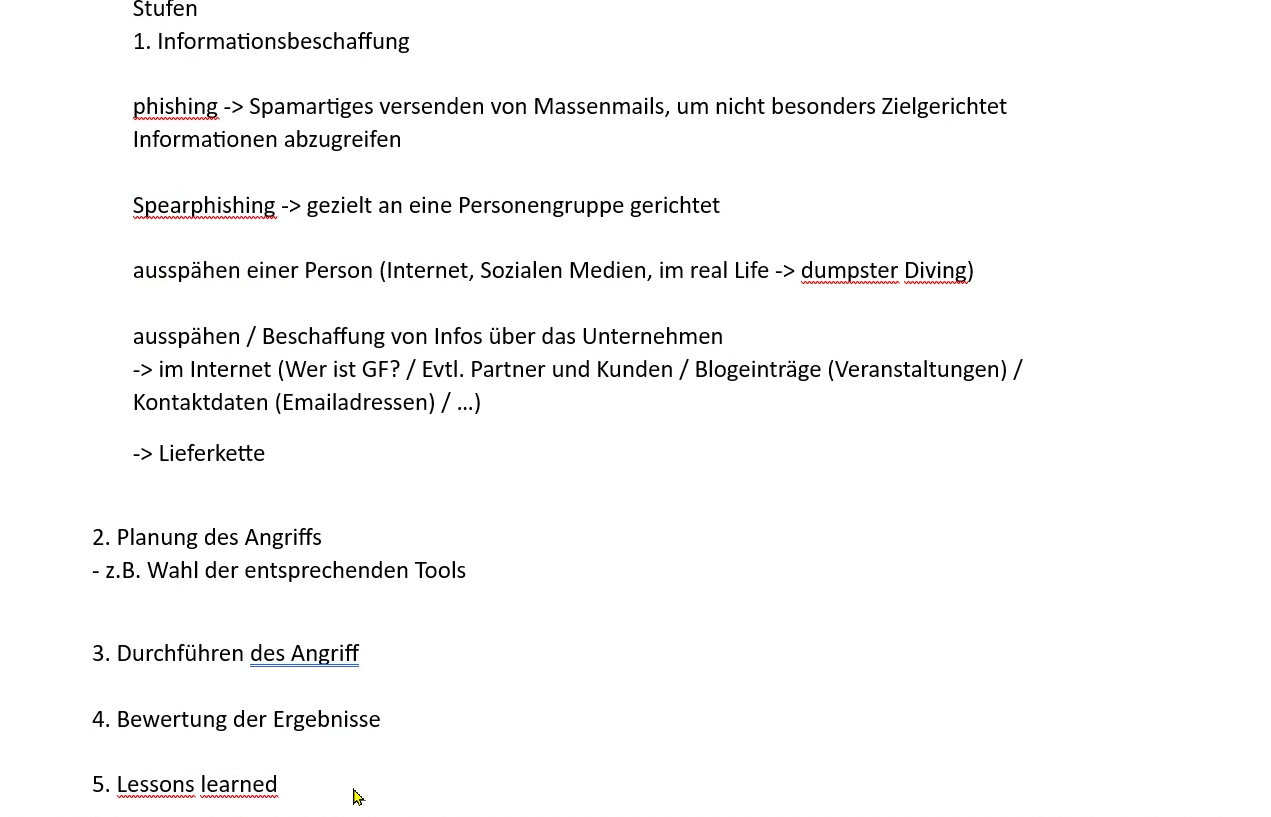 Stufen
1. Informationsbeschaffung
phishing -> Spamartiges versenden von Massenmails, um nicht besonders Zielgerichtet
Informationen abzugreifen
Spearphishing -> gezielt an eine Personengruppe gerichtet
ausspähen einer Person (Internet, Sozialen Medien, im real Life -> dumpster Diving)
ausspähen / Beschaffung von Infos über das Unternehmen
-> im Internet (Wer ist GF? / Evtl. Partner und Kunden / Blogeinträge (Veranstaltungen) /
Kontaktdaten (Emailadressen) / ...)
-> Lieferkette
2. Planung des Angriffs
- z.B. Wahl der entsprechenden Tools
3. Durchführen des Angriff
4. Bewertung der Ergebnisse
5. Lessons learned